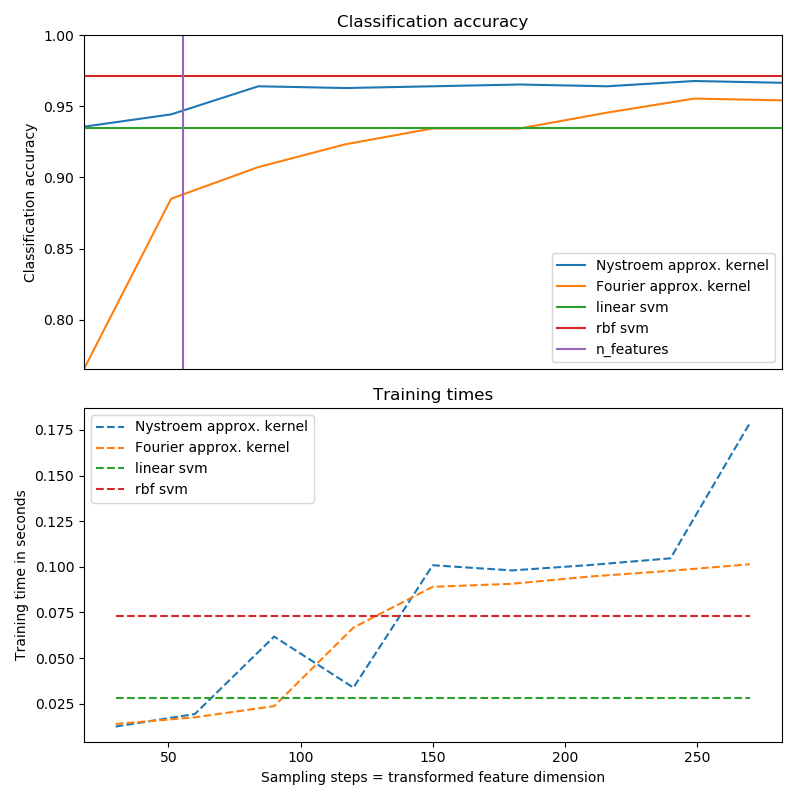 Classification accuracy
1.00
0.95
0.90
0.85
0.80
Classification accuracy
Nystroem approx. kernel
Fourier approx. kernel
linear svm
rbf svm
n_features
Training times
0.175
0.150
0.125
0.100
0.075
0.050
0.025
Training time in seconds
Nystroem approx. kernel
Fourier approx. kernel
linear svm
rbf svm
50 100 150 200 250
Sampling steps = transformed feature dimension